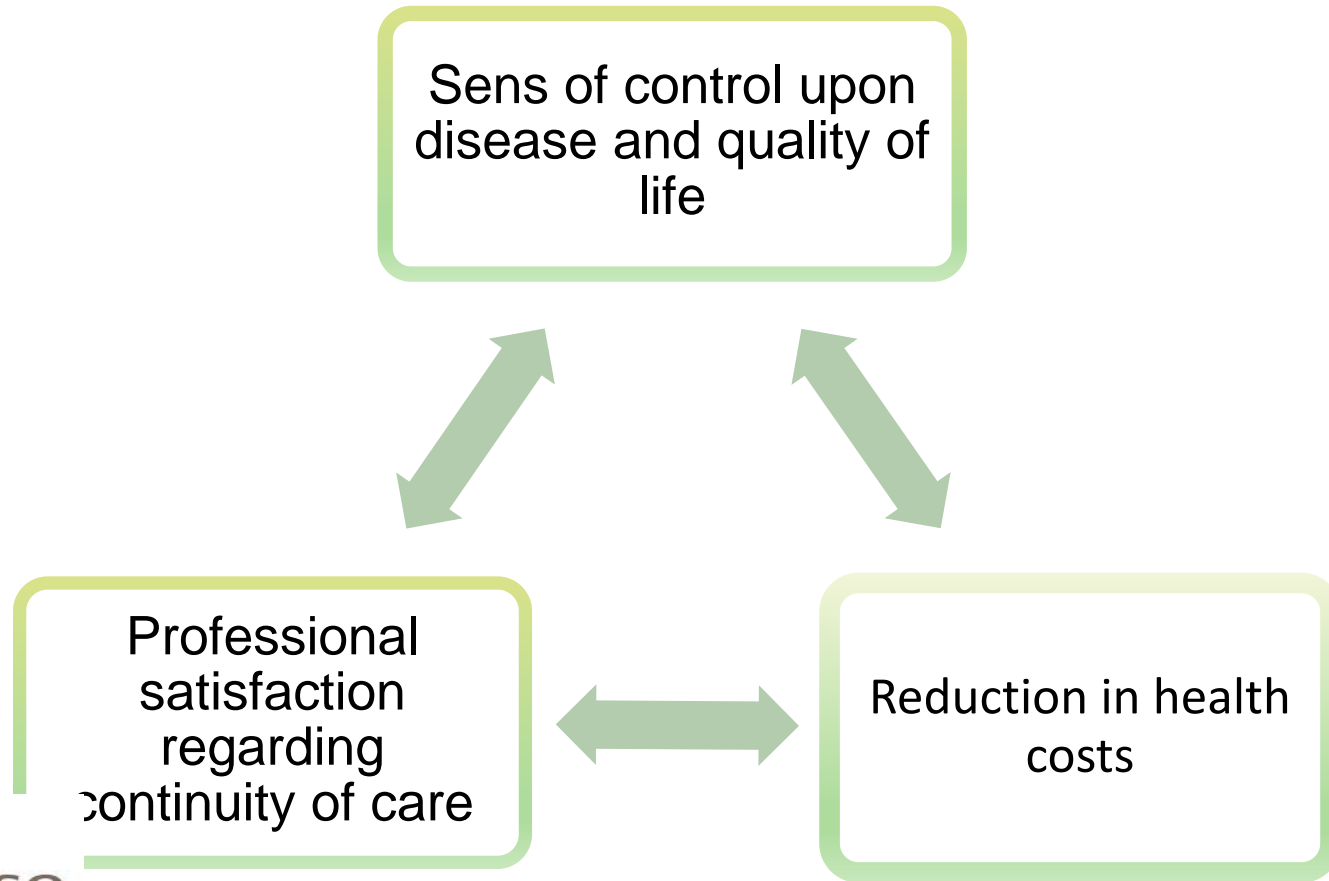 Sens of control upon
disease and quality of
life
Professional
satisfaction
regarding
continuity of care
Reduction in health
costs